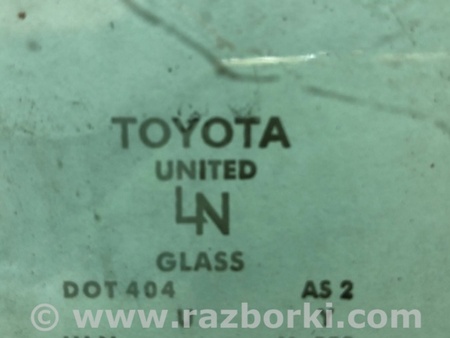 TOYOTA
UNITED
LN
GLASS
DOT 404 AS 2
www.razborki.com